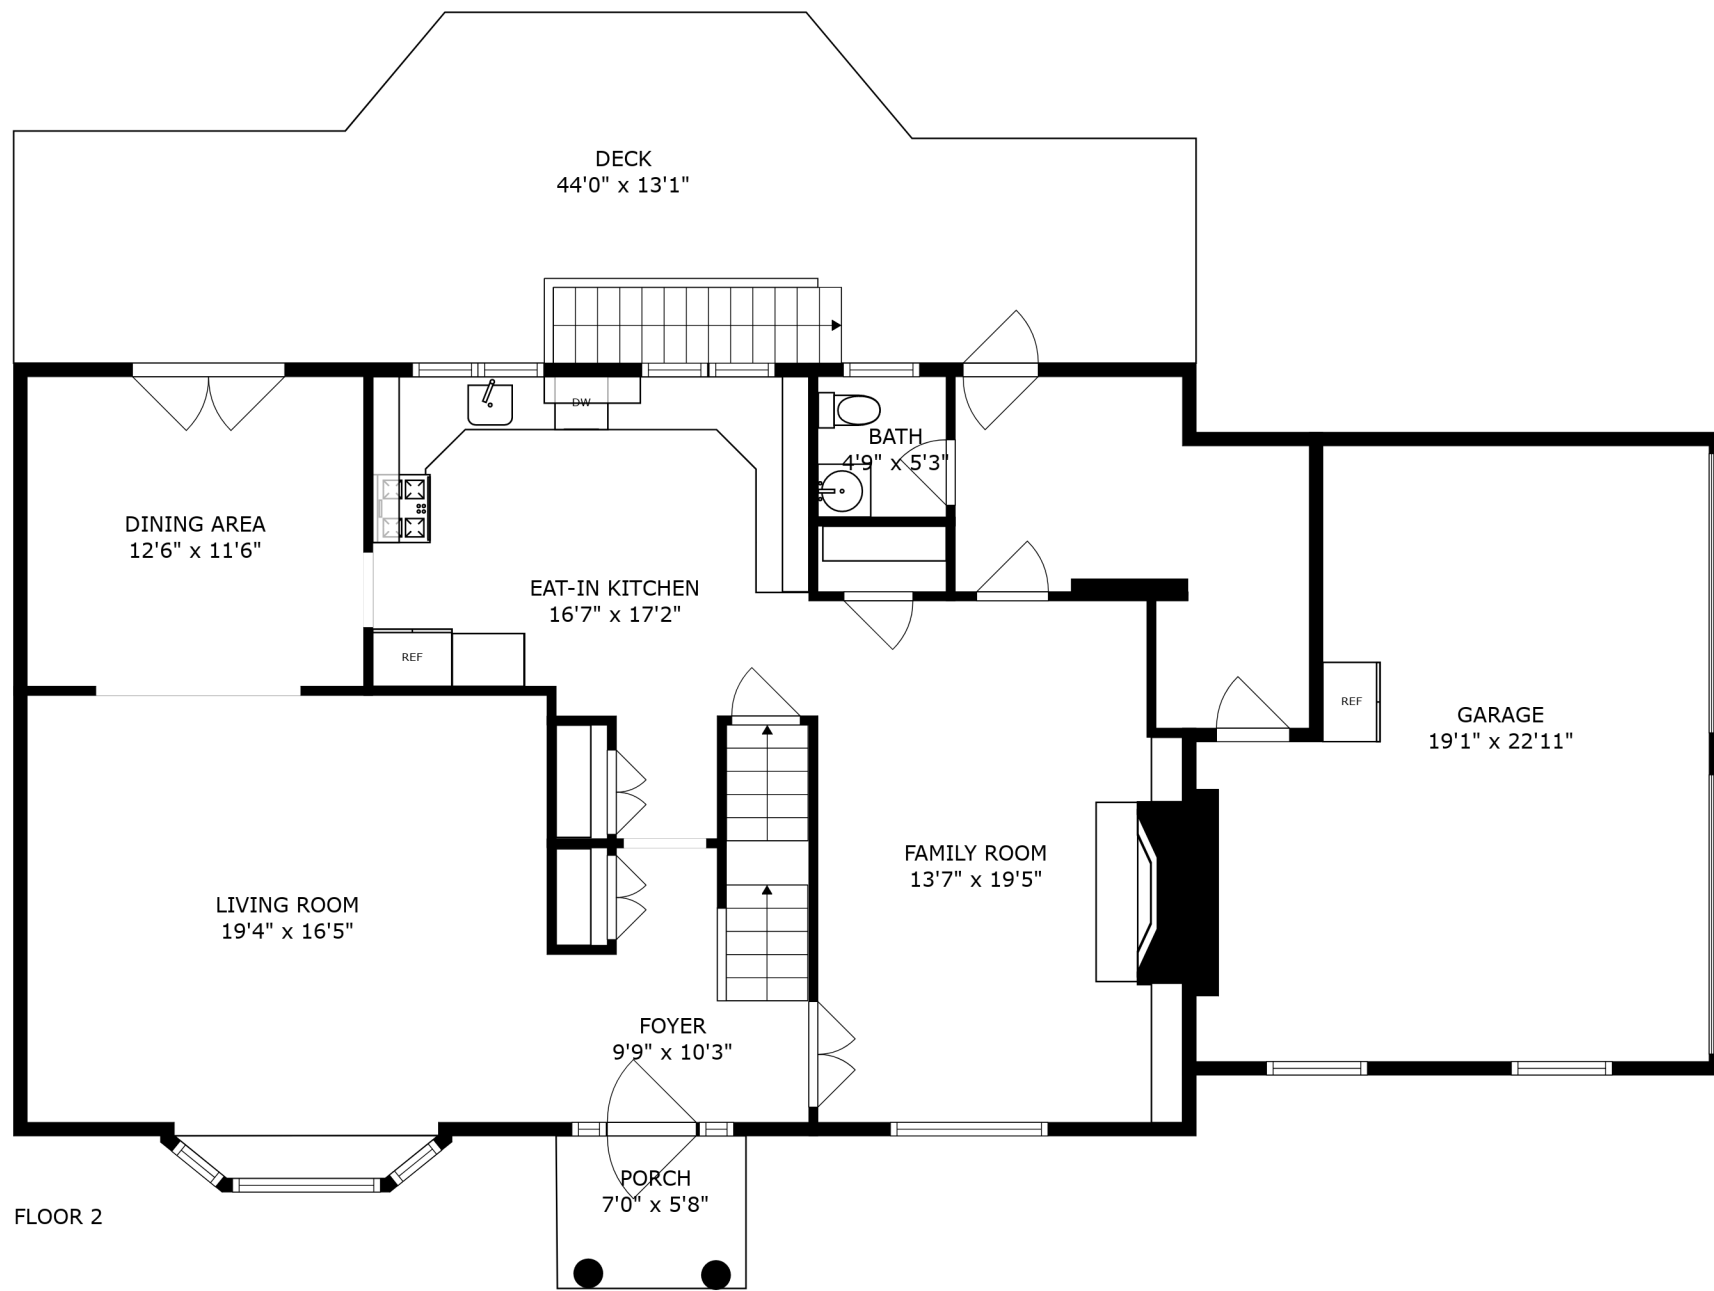 DECK
44'0" x 13'1"
DW
BATH
4'9" x 5'3"
DINING AREA
12'6" x 11'6"
EAT-IN KITCHEN
16'7" x 17'2"
REF
REF
GARAGE
19'1" x 22'11"
FAMILY ROOM
13'7" x 19'5"
LIVING ROOM
19'4" x 16'5"
FOYER
9'9" x 10'3"
PORCH
7'0" x 5'8"
FLOOR 2